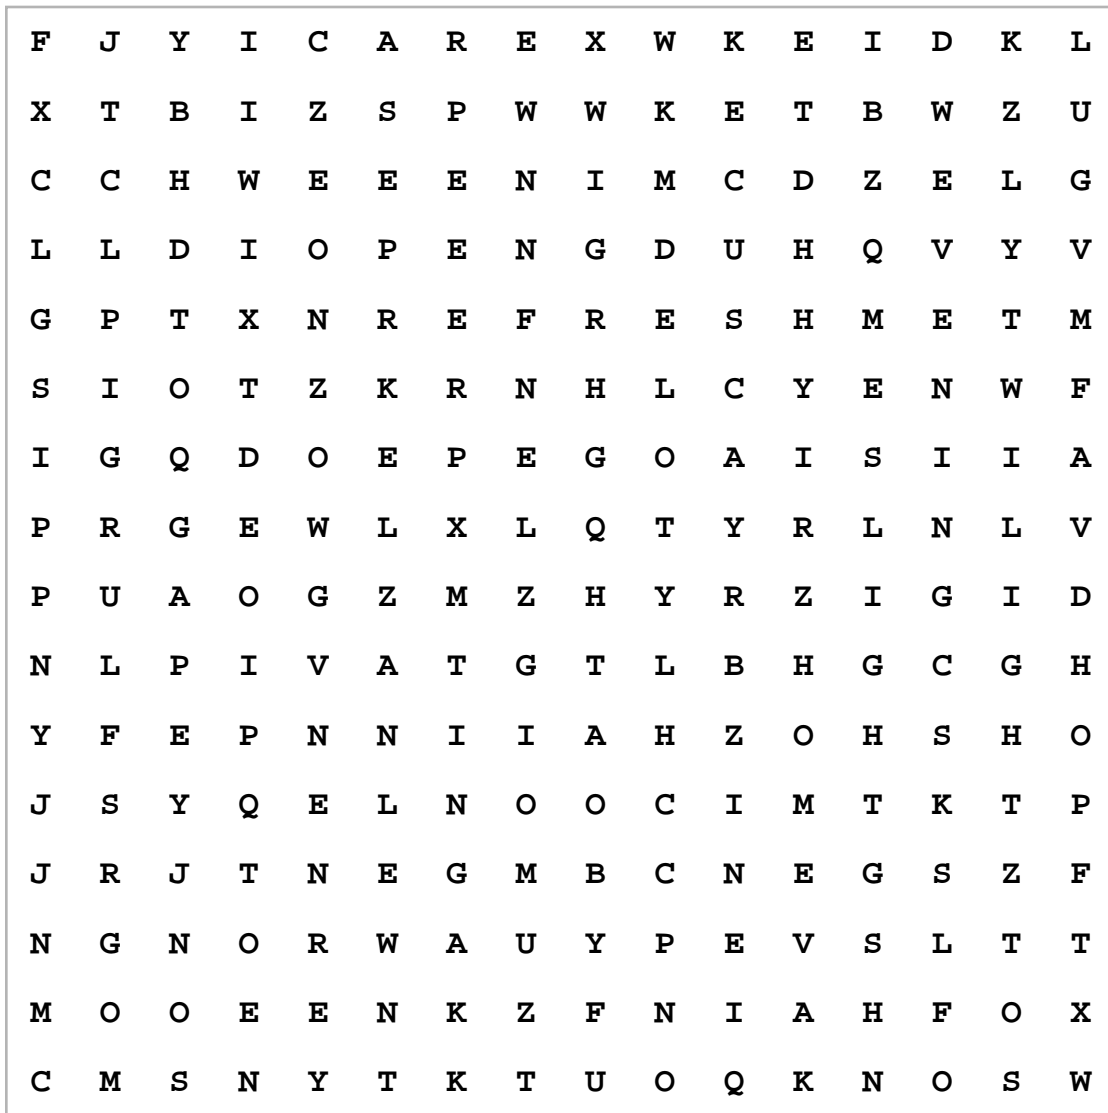 F J Y I C A R E X W K E I D K L
X T B I Z S P W W K E T B W Z U
C C H W E E E N I M C D Z E L G
L L D I O P E N G D U H Q V Y V
G P T X N R E F R E S H M E T M
S I O T Z K R N H L C Y E N W F
I G Q D O E P E G O A I S I I A
P R G E W L X L Q T Y R L N L V
P U A O G Z M Z H Y R Z I G I D
N L P I V A T G T L B H G C G H
Y F E P N N I I A H Z O H S H O
J S Y Q E L N O O C I M T K T P
J R J T N E G M B C N E G S Z F
N G N O R W A U Y P E V S L T T
M O O E E N K Z F N I A H F O X
C M S N Y T K T U O Q K N O S W